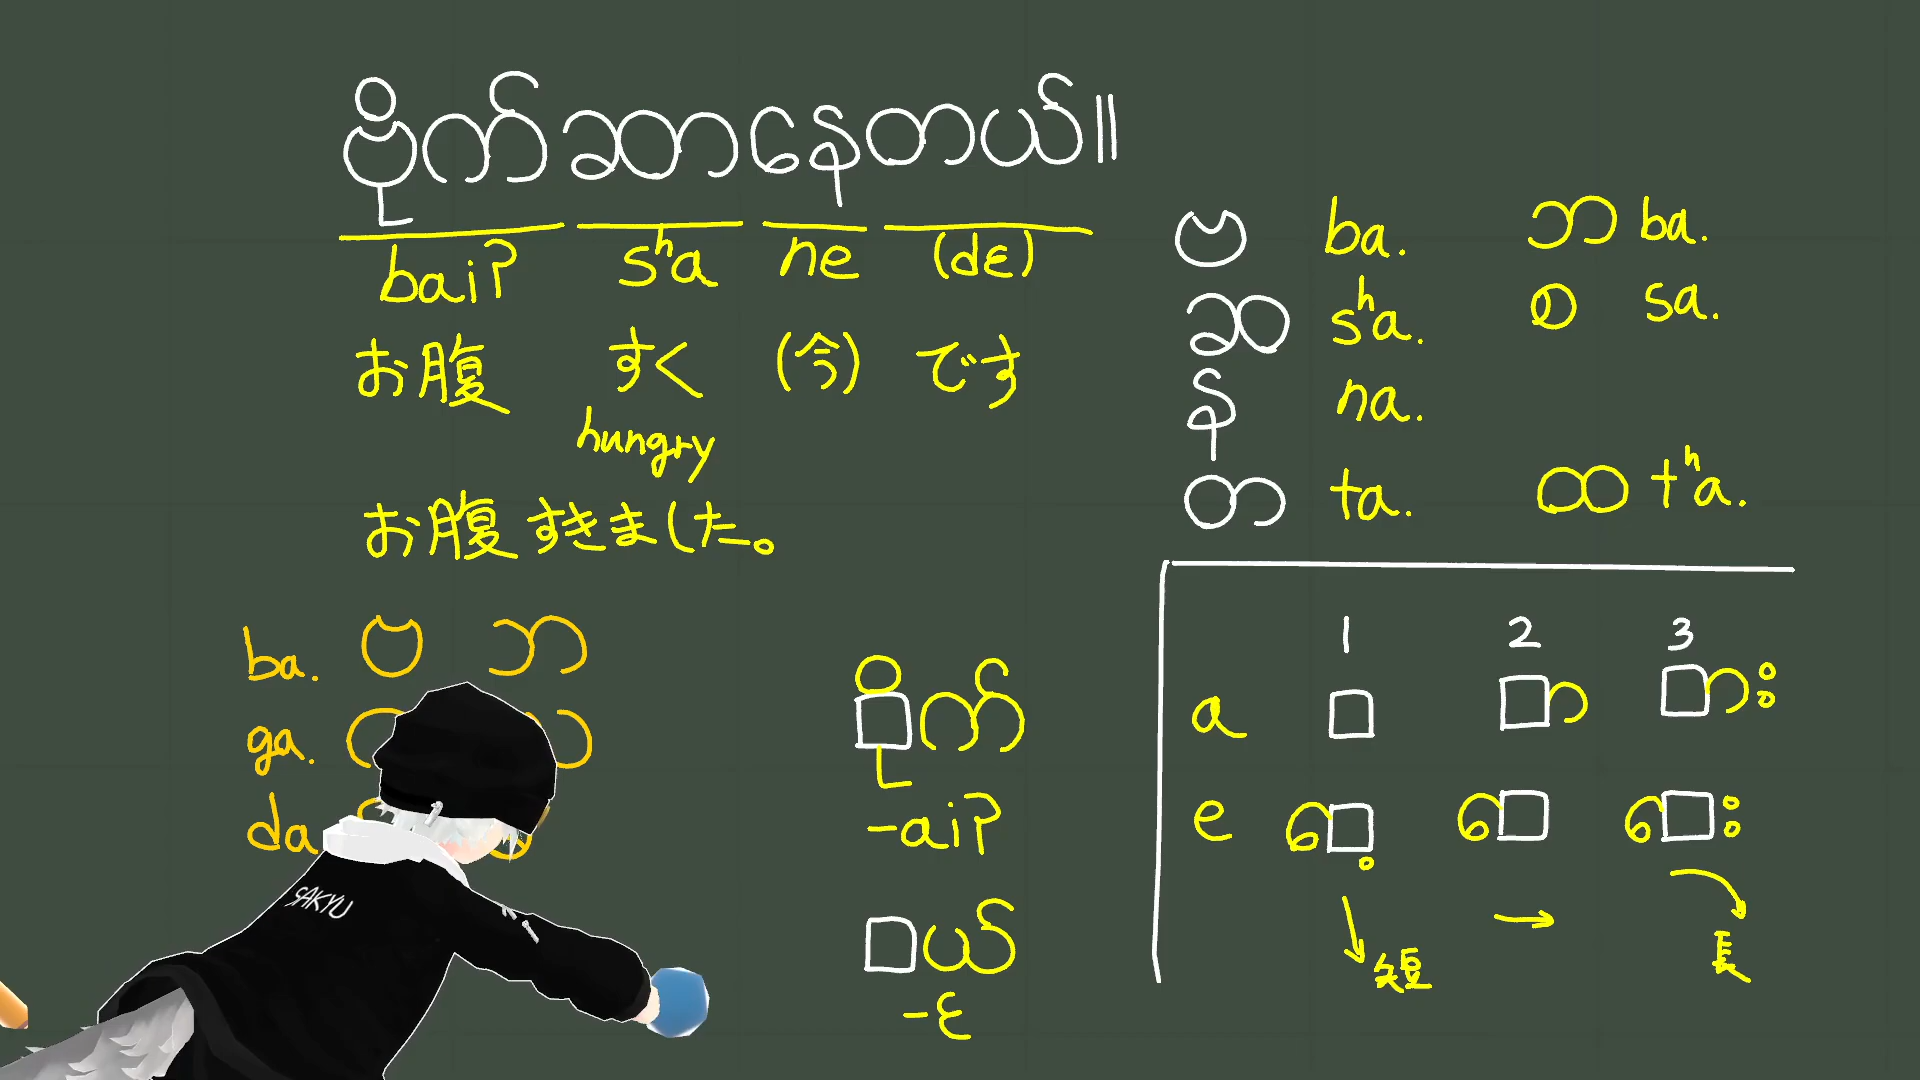 ဗိုက်ဆာနေတယ်။
baiʔ sʰa ne (dɛ)
お腹 すく (今) です
hungry
お腹すきました。
ဗ ba. ဘ ba.
ဆ sʰa. စ sa.
န na.
တ ta. ထ tʰa.
ba. ဗ ဘ
ga.
da
□ိုက်
-aiʔ
□ယ်
-ɛ
1 2 3
a □ □ာ □ား
e ေ□့ ေ□ ေ□း
↘ → ⤵
短 長
SAKYU